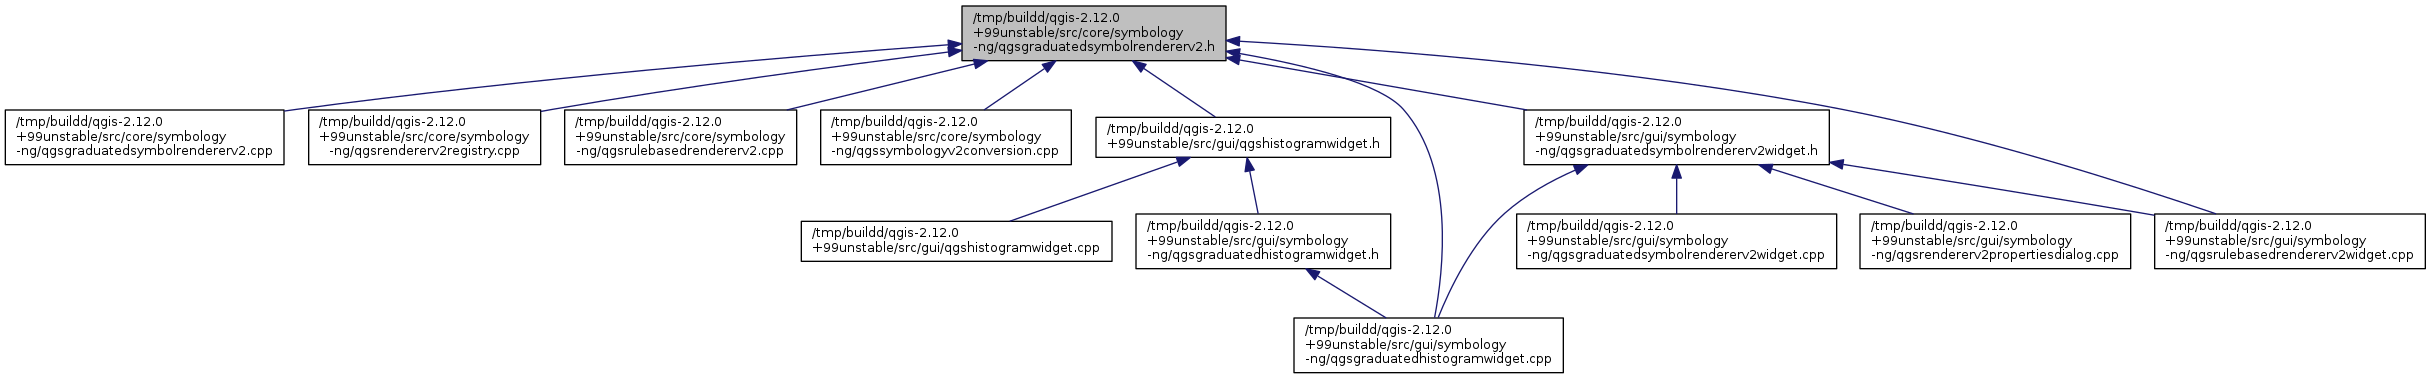 /tmp/buildd/qgis-2.12.0
+99unstable/src/core/symbology
-ng/qgsgraduatedsymbolrendererv2.h
/tmp/buildd/qgis-2.12.0
+99unstable/src/core/symbology
-ng/qgsgraduatedsymbolrendererv2.cpp
/tmp/buildd/qgis-2.12.0
+99unstable/src/core/symbology
-ng/qgsrendererv2registry.cpp
/tmp/buildd/qgis-2.12.0
+99unstable/src/core/symbology
-ng/qgsrulebasedrendererv2.cpp
/tmp/buildd/qgis-2.12.0
+99unstable/src/core/symbology
-ng/qgssymbologyv2conversion.cpp
/tmp/buildd/qgis-2.12.0
+99unstable/src/gui/qgshistogramwidget.h
/tmp/buildd/qgis-2.12.0
+99unstable/src/gui/symbology
-ng/qgsgraduatedsymbolrendererv2widget.h
/tmp/buildd/qgis-2.12.0
+99unstable/src/gui/qgshistogramwidget.cpp
/tmp/buildd/qgis-2.12.0
+99unstable/src/gui/symbology
-ng/qgsgraduatedhistogramwidget.h
/tmp/buildd/qgis-2.12.0
+99unstable/src/gui/symbology
-ng/qgsgraduatedsymbolrendererv2widget.cpp
/tmp/buildd/qgis-2.12.0
+99unstable/src/gui/symbology
-ng/qgsrendererv2propertiesdialog.cpp
/tmp/buildd/qgis-2.12.0
+99unstable/src/gui/symbology
-ng/qgsrulebasedrendererv2widget.cpp
/tmp/buildd/qgis-2.12.0
+99unstable/src/gui/symbology
-ng/qgsgraduatedhistogramwidget.cpp